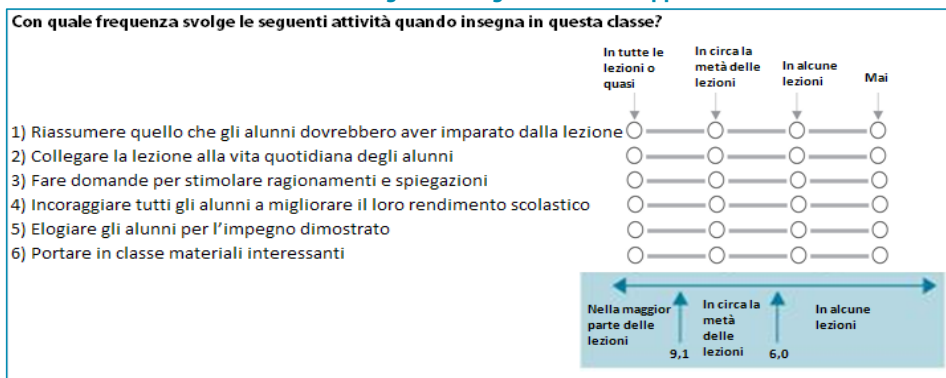 Con quale frequenza svolge le seguenti attività quando insegna in questa classe?
In tutte le lezioni o quasi
In circa la metà delle lezioni
In alcune lezioni
Mai
1) Riassumere quello che gli alunni dovrebbero aver imparato dalla lezione
2) Collegare la lezione alla vita quotidiana degli alunni
3) Fare domande per stimolare ragionamenti e spiegazioni
4) Incoraggiare tutti gli alunni a migliorare il loro rendimento scolastico
5) Elogiare gli alunni per l’impegno dimostrato
6) Portare in classe materiali interessanti
Nella maggior parte delle lezioni
9,1
In circa la metà delle lezioni
6,0
In alcune lezioni